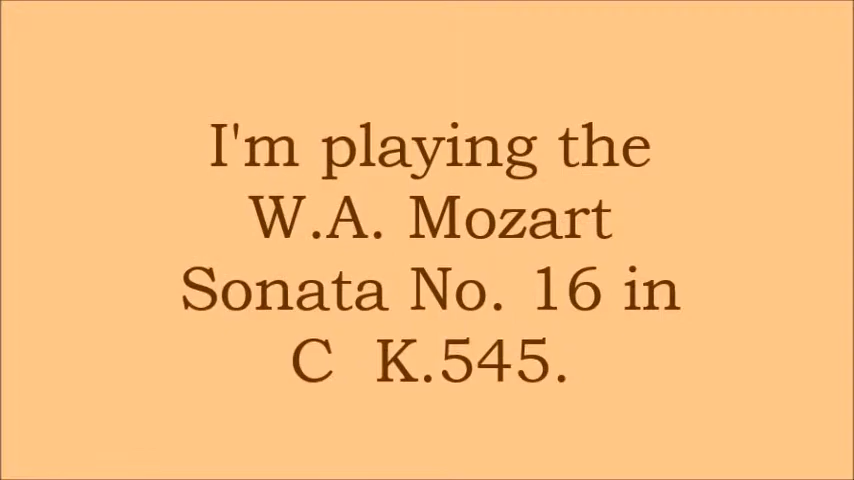 I'm playing the
W.A. Mozart
Sonata No. 16 in
C  K.545.